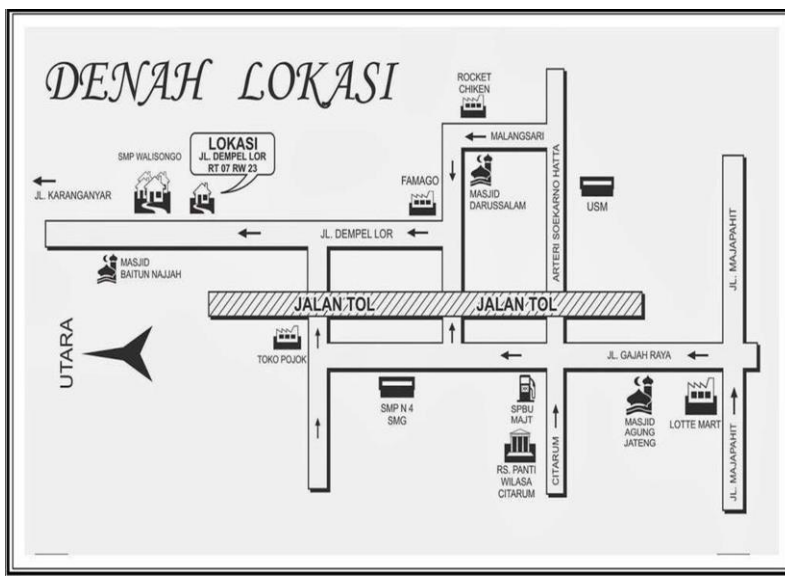 DENAH LOKASI
ROCKET
CHIKEN
MALANGSARI
LOKASI
JL. DEMPEL LOR
RT 07 RW 23
SMP WALISONGO
JL. KARANGANYAR
FAMAGO
MASJID
DARUSSALAM
ARTERI SOEKARNO HATTA
USM
JL. MAJAPAHIT
JL. DEMPEL LOR
MASJID
BAITUN NAJJAH
JALAN TOL
JALAN TOL
UTARA
TOKO POJOK
JL. GAJAH RAYA
SMP N 4
SMG
SPBU
MAJT
MASJID
AGUNG
JATENG
LOTTE MART
RS. PANTI
WILASA
CITARUM
CITARUM
JL. MAJAPAHIT